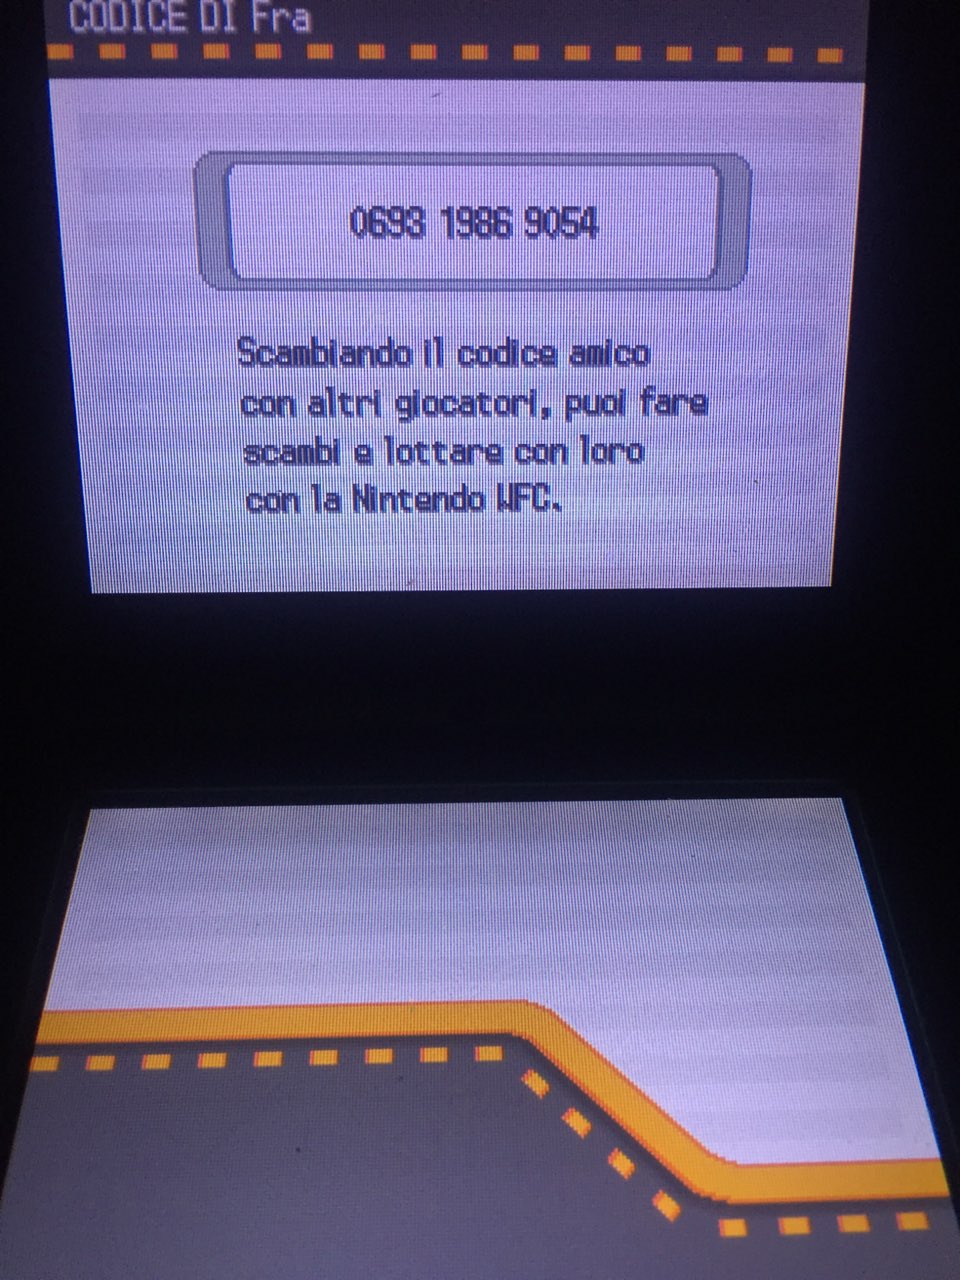 CODICE DI Fra
0693 1986 9054
Scambiando il codice amico
con altri giocatori, puoi fare
scambi e lottare con loro
con la Nintendo WFC.